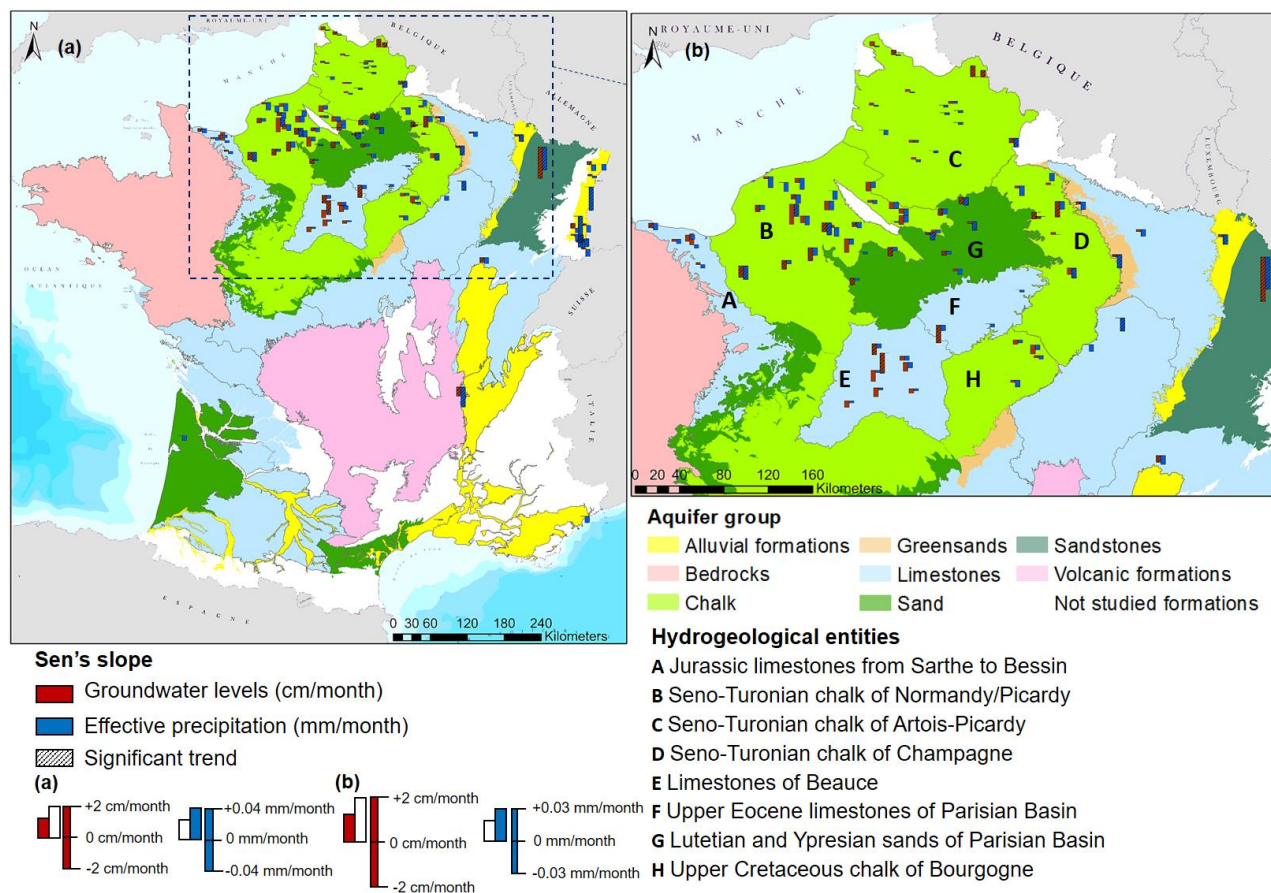 (a)
N
ROYAUME-UNI
BELGIQUE
MANCHE
LUXEMBOURG
ALLEMAGNE
OCÉAN
ATLANTIQUE
SUISSE
ITALIE
ESPAGNE
0 30 60 120 180 240
Kilometers
(b)
N
ROYAUME-UNI
BELGIQUE
MANCHE
LUXEMBOURG
C
B
D
G
A
F
E
H
0 20 40 80 120 160
Kilometers
Sen's slope
Groundwater levels (cm/month)
Effective precipitation (mm/month)
Significant trend
(a)
+2 cm/month
0 cm/month
-2 cm/month
+0.04 mm/month
0 mm/month
-0.04 mm/month
(b)
+2 cm/month
0 cm/month
-2 cm/month
+0.03 mm/month
0 mm/month
-0.03 mm/month
Aquifer group
Alluvial formations
Greensands
Sandstones
Bedrocks
Limestones
Volcanic formations
Chalk
Sand
Not studied formations
Hydrogeological entities
A Jurassic limestones from Sarthe to Bessin
B Seno-Turonian chalk of Normandy/Picardy
C Seno-Turonian chalk of Artois-Picardy
D Seno-Turonian chalk of Champagne
E Limestones of Beauce
F Upper Eocene limestones of Parisian Basin
G Lutetian and Ypresian sands of Parisian Basin
H Upper Cretaceous chalk of Bourgogne